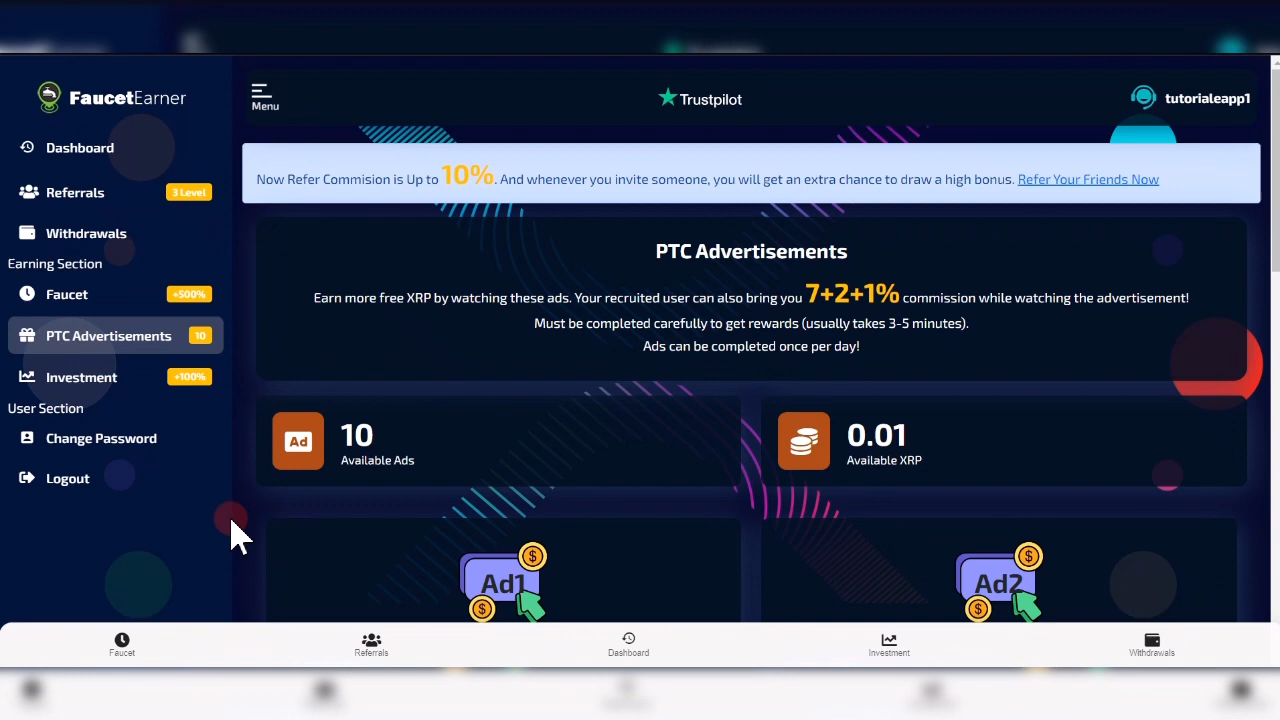 FaucetEarner
Menu
Trustpilot
tutorialeapp1
Dashboard
Referrals
3 Level
Withdrawals
Earning Section
Faucet
+500%
PTC Advertisements
10
Investment
+100%
User Section
Change Password
Logout
Now Refer Commision is Up to 10%. And whenever you invite someone, you will get an extra chance to draw a high bonus. Refer Your Friends Now
PTC Advertisements
Earn more free XRP by watching these ads. Your recruited user can also bring you 7+2+1% commission while watching the advertisement!
Must be completed carefully to get rewards (usually takes 3-5 minutes).
Ads can be completed once per day!
Ad
10
Available Ads
0.01
Available XRP
Ad1
Ad2
Faucet
Referrals
Dashboard
Investment
Withdrawals